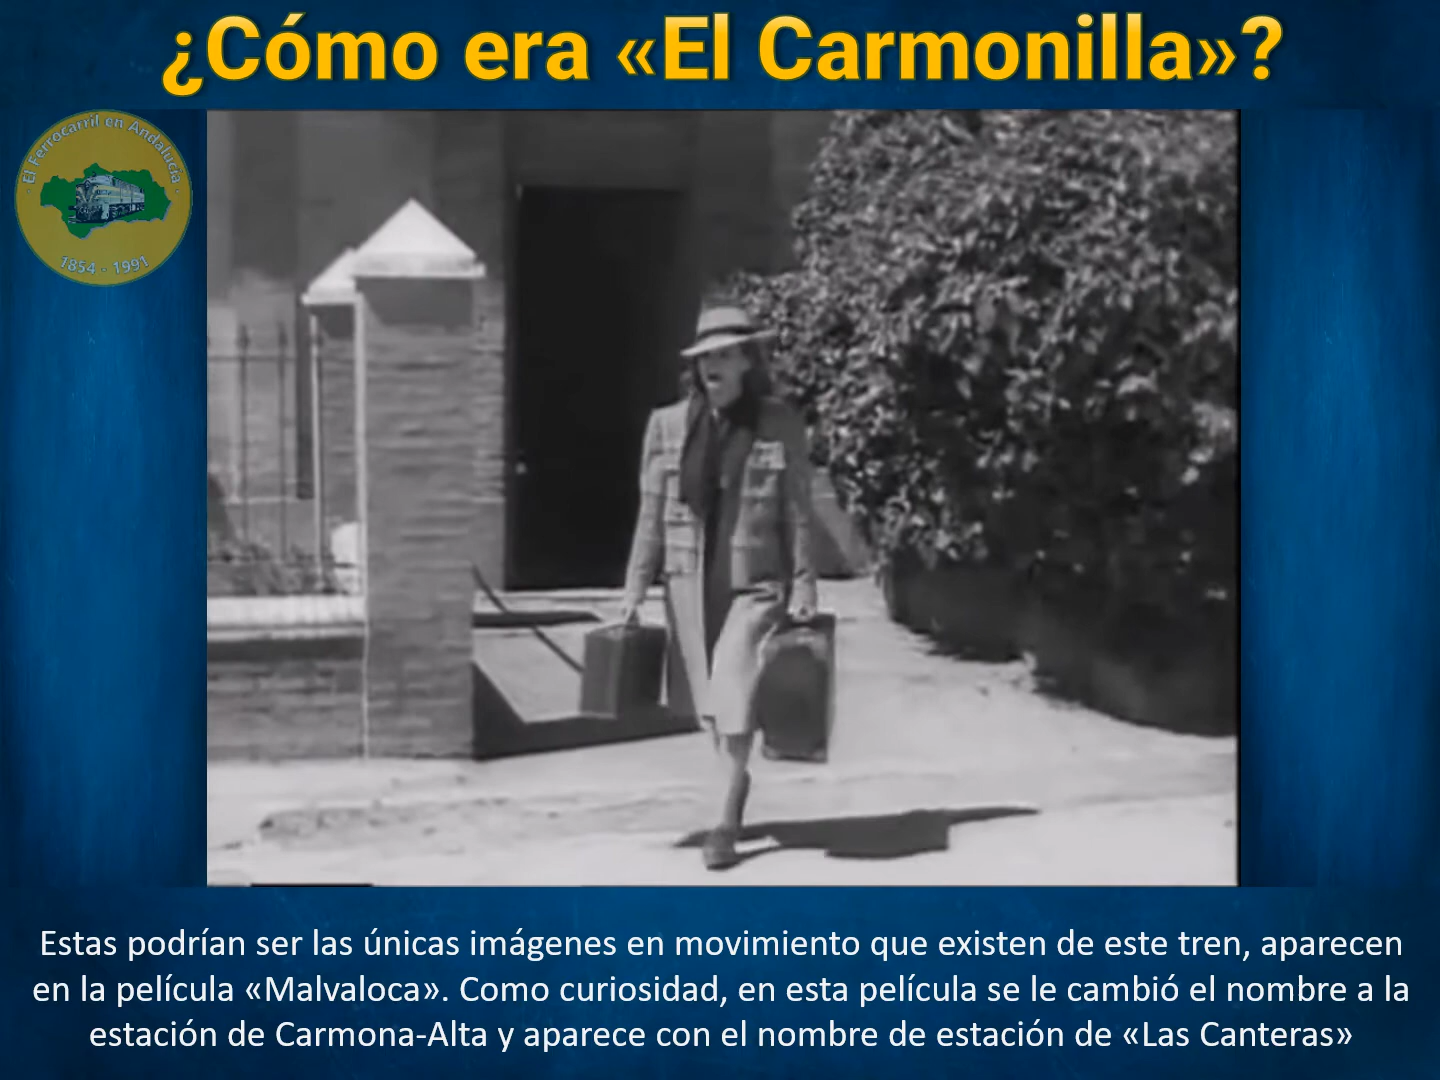 ¿Cómo era «El Carmonilla»?
El Ferrocarril en Andalucía
1854 - 1991
Estas podrían ser las únicas imágenes en movimiento que existen de este tren, aparecen
en la película «Malvaloca». Como curiosidad, en esta película se le cambió el nombre a la
estación de Carmona-Alta y aparece con el nombre de estación de «Las Canteras»